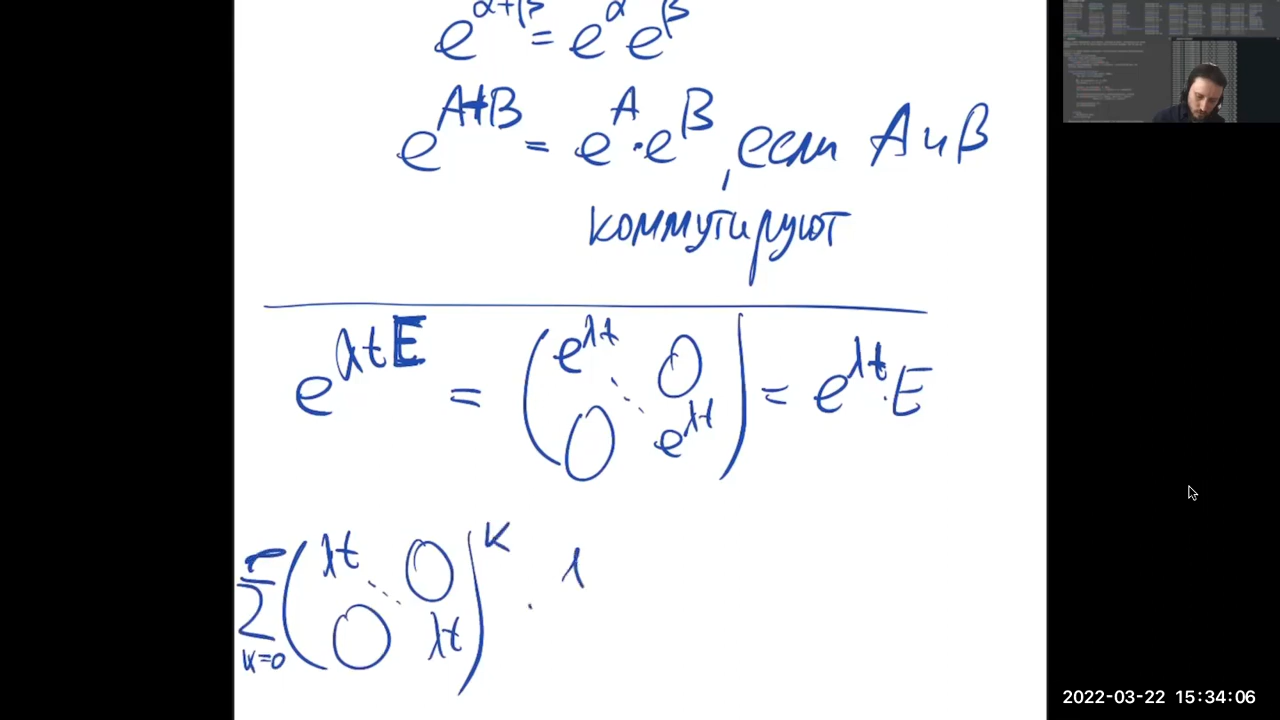 e^{α+β} = e^α e^β
e^{A+B} = e^A · e^B , если A и B
коммутируют
e^{λtE} = ( e^{λt} 0 0 e^{λt} ) = e^{λt} · E
∑ k=0 ( λt 0 0 λt )^k · 1
2022-03-22 15:34:06